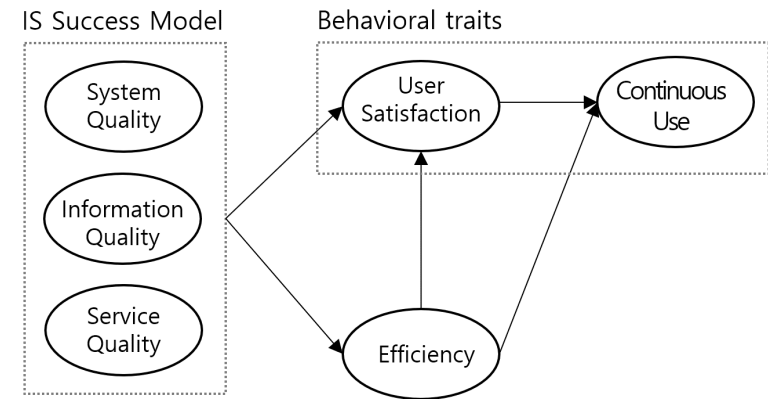 IS Success Model
Behavioral traits
System
Quality
Information
Quality
Service
Quality
User
Satisfaction
Continuous
Use
Efficiency